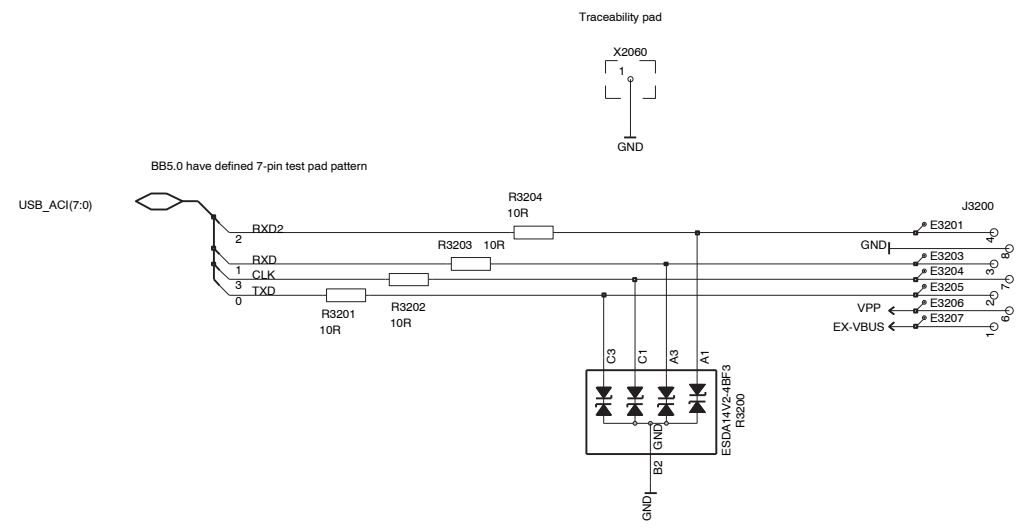 Traceability pad
X2060
1
GND
BB5.0 have defined 7-pin test pad pattern
USB_ACI(7:0)
R3204
10R
J3200
RXD2
2
E3201
4
R3203 10R
GND
8
RXD
1
E3203
3
CLK
3
E3204
7
TXD
0
E3205
2
R3201
10R
R3202
10R
VPP
E3206
6
EX-VBUS
E3207
1
C3
C1
A3
A1
GND
ESDA14V2-4BF3
R3200
B2
GND